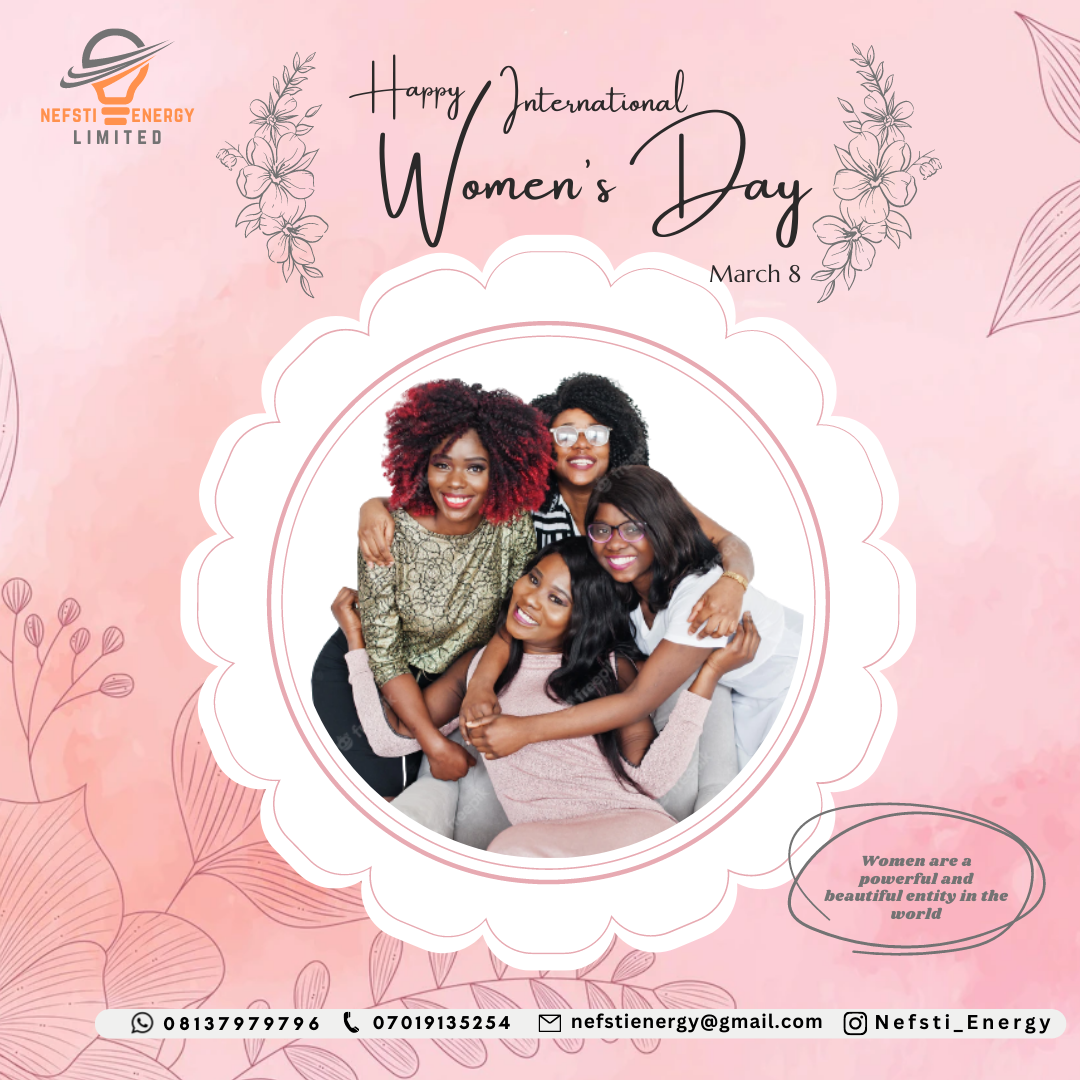 NEFSTI ENERGY
LIMITED
Happy International
Women's Day
March 8
Women are a
powerful and
beautiful entity in the
world
08137979796 07019135254 nefstienergy@gmail.com Nefsti_Energy